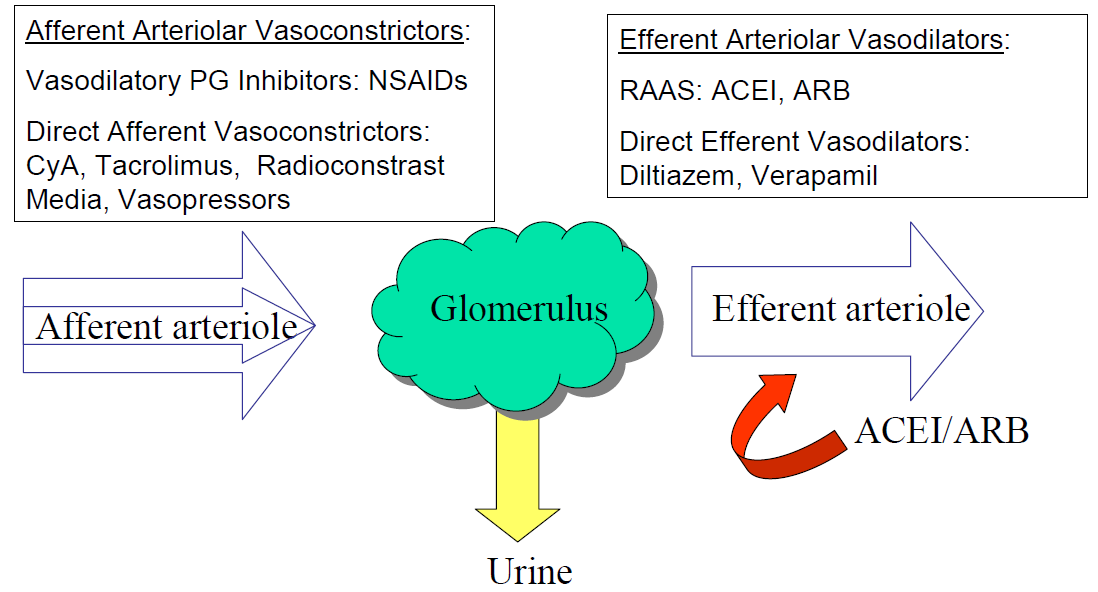 Afferent Arteriolar Vasoconstrictors:
Vasodilatory PG Inhibitors: NSAIDs
Direct Afferent Vasoconstrictors:
CyA, Tacrolimus, Radioconstrast
Media, Vasopressors
Efferent Arteriolar Vasodilators:
RAAS: ACEI, ARB
Direct Efferent Vasodilators:
Diltiazem, Verapamil
Afferent arteriole
Glomerulus
Efferent arteriole
ACEI/ARB
Urine